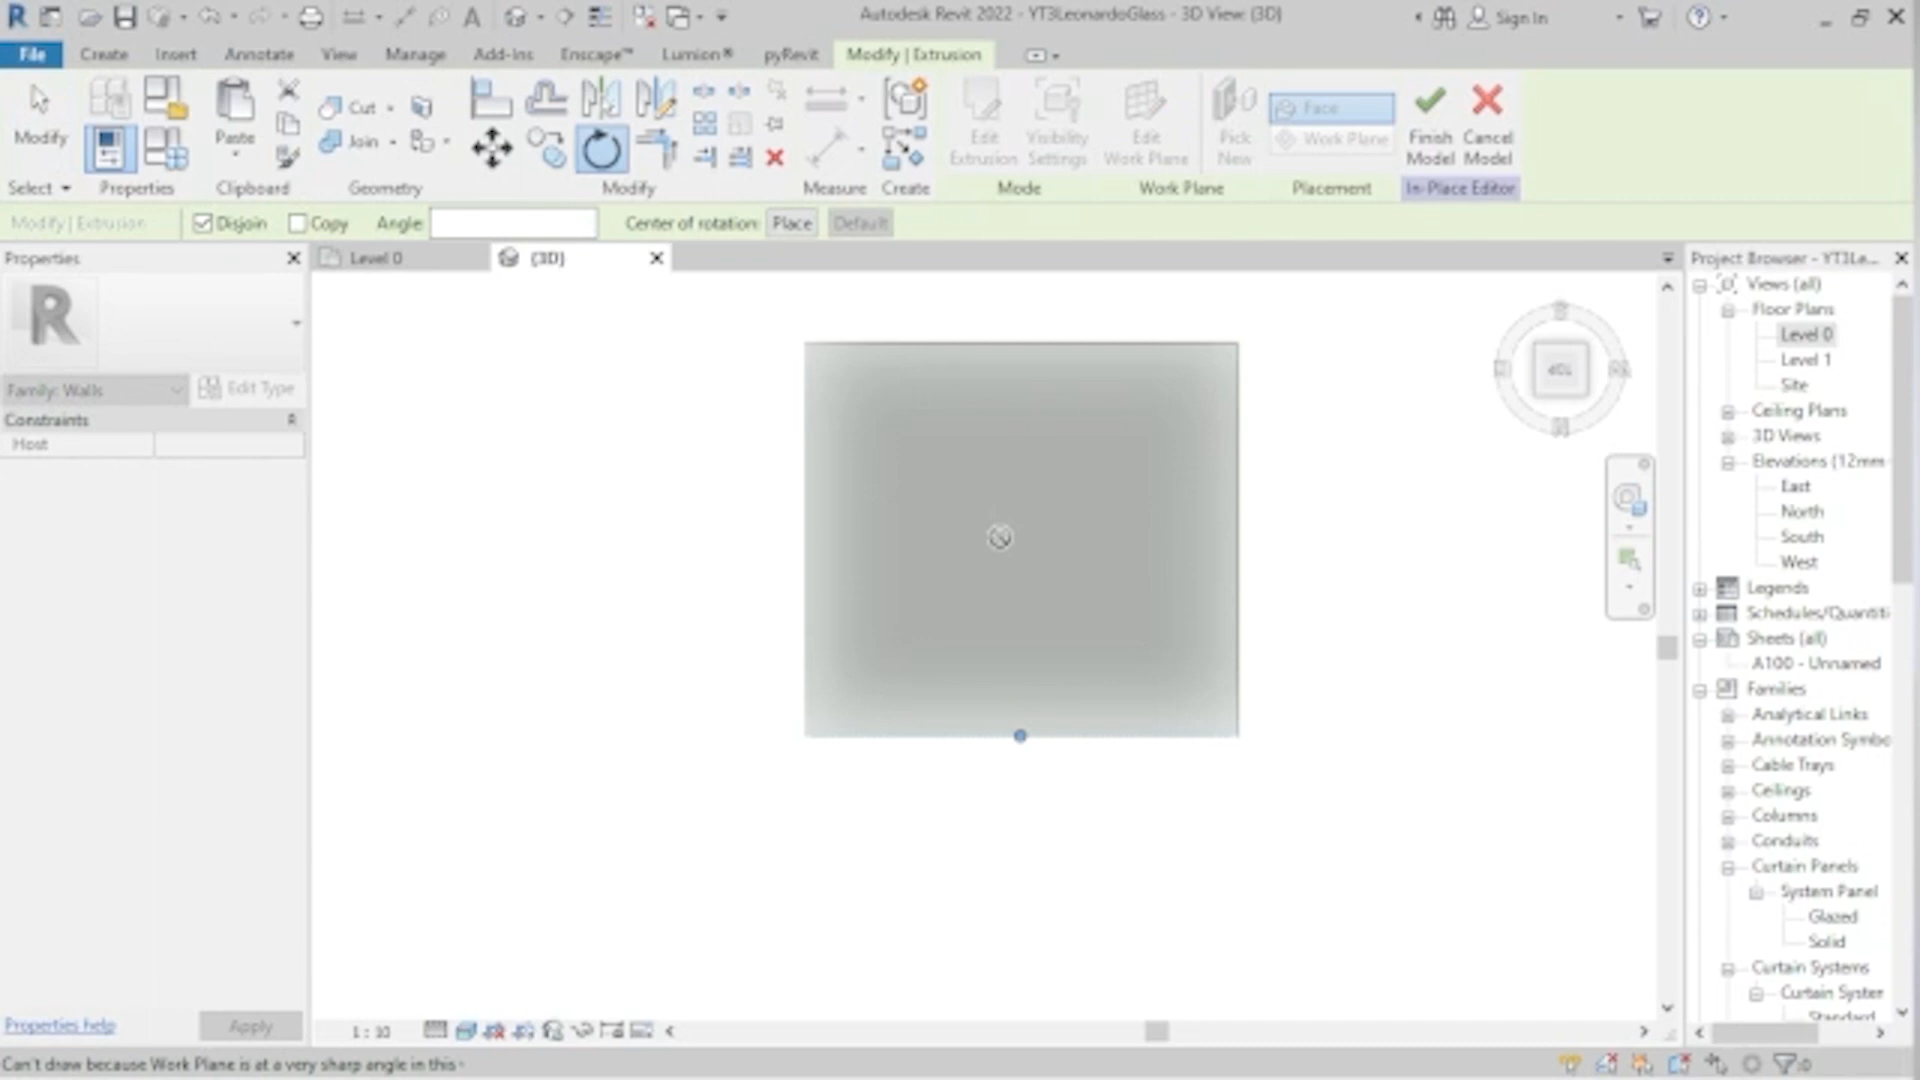 Autodesk Revit 2022 - YT3LeonardoGlass - 3D View: {3D}
Sign In
File
Create
Insert
Annotate
View
Manage
Add-Ins
Enscape™
Lumion®
pyRevit
Modify | Extrusion
Modify
Paste
Cut
Join
Edit Extrusion
Visibility Settings
Edit Work Plane
Pick New
Face
Work Plane
Finish Model
Cancel Model
Select
Properties
Clipboard
Geometry
Modify
Measure
Create
Mode
Work Plane
Placement
In-Place Editor
Modify | Extrusion
Disjoin
Copy
Angle:
Center of rotation:
Place
Default
Properties
Family: Walls
Edit Type
Constraints
Host
Properties help
Apply
Level 0
{3D}
TOP
1 : 10
Project Browser - YT3Le...
Views (all)
Floor Plans
Level 0
Level 1
Site
Ceiling Plans
3D Views
Elevations (12mm
East
North
South
West
Legends
Schedules/Quantiti
Sheets (all)
A100 - Unnamed
Families
Analytical Links
Annotation Symbo
Cable Trays
Ceilings
Columns
Conduits
Curtain Panels
System Panel
Glazed
Solid
Curtain Systems
Curtain Syster
Standard
Can't draw because Work Plane is at a very sharp angle in this
:0